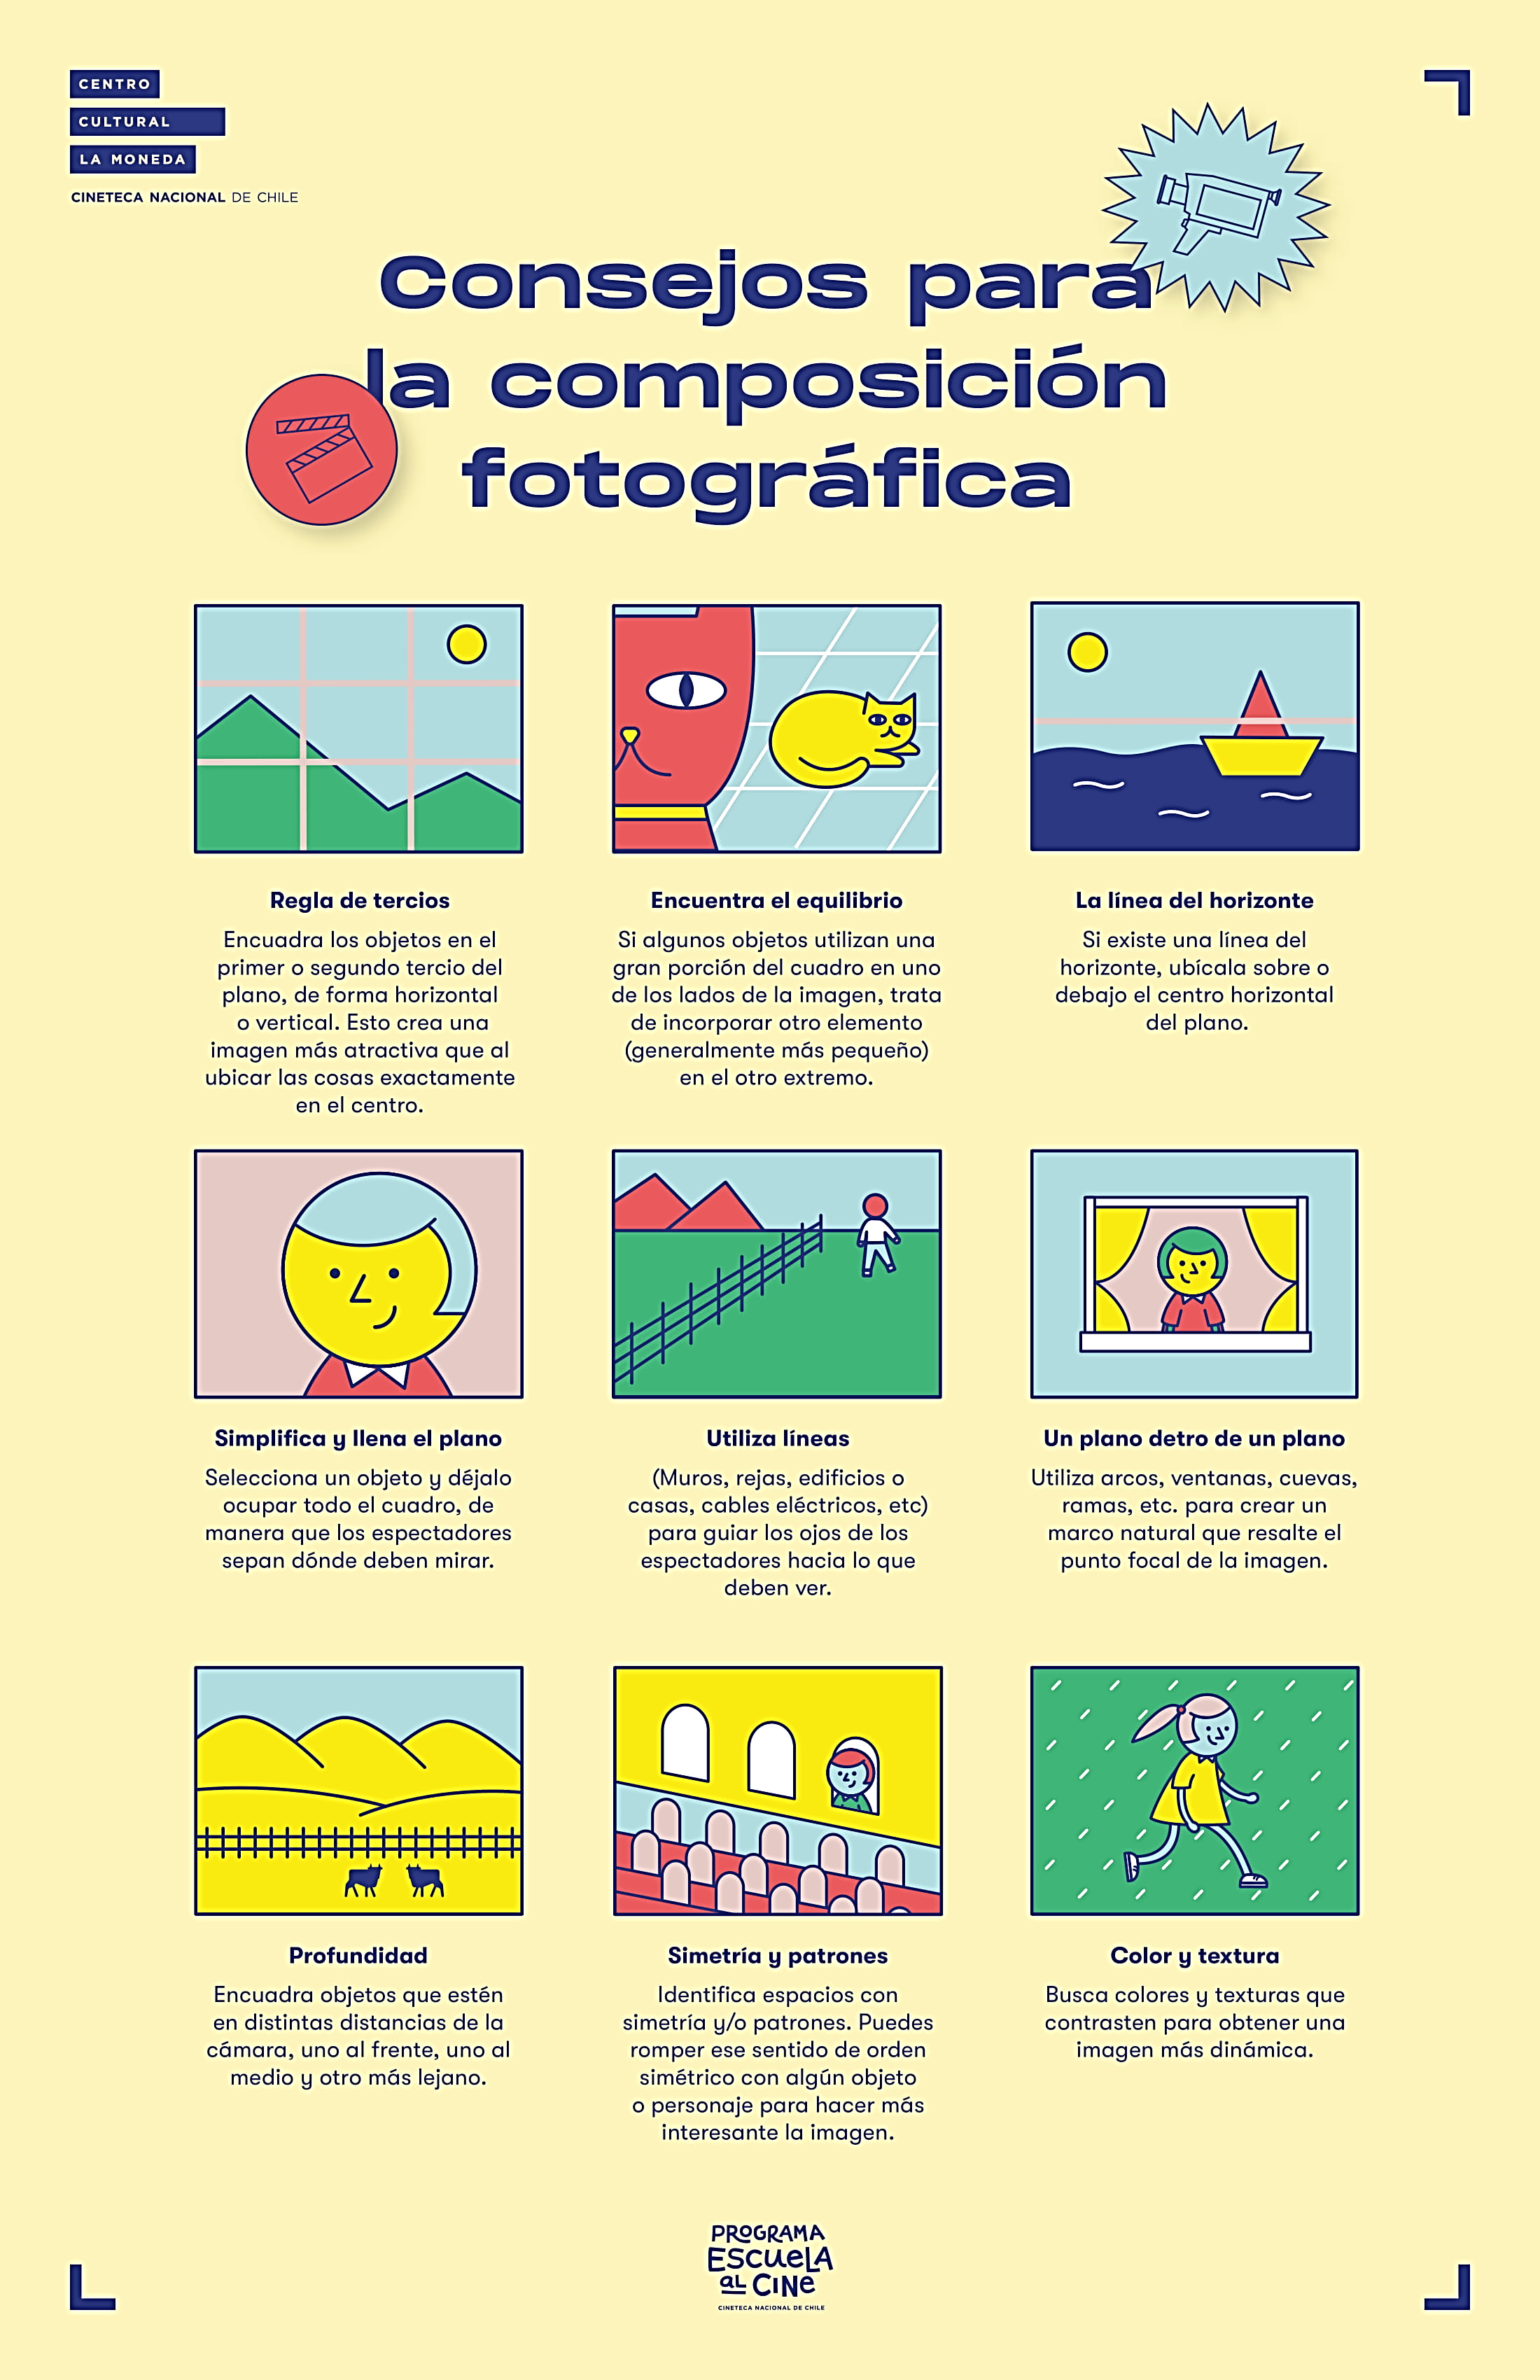 CENTRO
CULTURAL
LA MONEDA
CINETECA NACIONAL DE CHILE
Consejos para
la composición
fotográfica
Regla de tercios
Encuadra los objetos en el
primer o segundo tercio del
plano, de forma horizontal
o vertical. Esto crea una
imagen más atractiva que al
ubicar las cosas exactamente
en el centro.
Encuentra el equilibrio
Si algunos objetos utilizan una
gran porción del cuadro en uno
de los lados de la imagen, trata
de incorporar otro elemento
(generalmente más pequeño)
en el otro extremo.
La línea del horizonte
Si existe una línea del
horizonte, ubícala sobre o
debajo el centro horizontal
del plano.
Simplifica y llena el plano
Selecciona un objeto y déjalo
ocupar todo el cuadro, de
manera que los espectadores
sepan dónde deben mirar.
Utiliza líneas
(Muros, rejas, edificios o
casas, cables eléctricos, etc)
para guiar los ojos de los
espectadores hacia lo que
deben ver.
Un plano detro de un plano
Utiliza arcos, ventanas, cuevas,
ramas, etc. para crear un
marco natural que resalte el
punto focal de la imagen.
Profundidad
Encuadra objetos que estén
en distintas distancias de la
cámara, uno al frente, uno al
medio y otro más lejano.
Simetría y patrones
Identifica espacios con
simetría y/o patrones. Puedes
romper ese sentido de orden
simétrico con algún objeto
o personaje para hacer más
interesante la imagen.
Color y textura
Busca colores y texturas que
contrasten para obtener una
imagen más dinámica.
PROGRAMA
ESCUELA
AL CINE
CINETECA NACIONAL DE CHILE